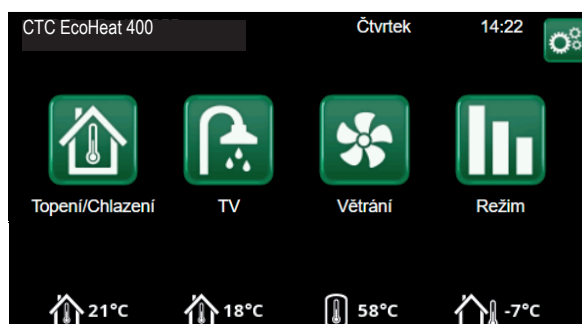 CTC EcoHeat 400 Čtvrtek 14:22
Topení/Chlazení TV Větrání Režim
21°C 18°C 58°C -7°C